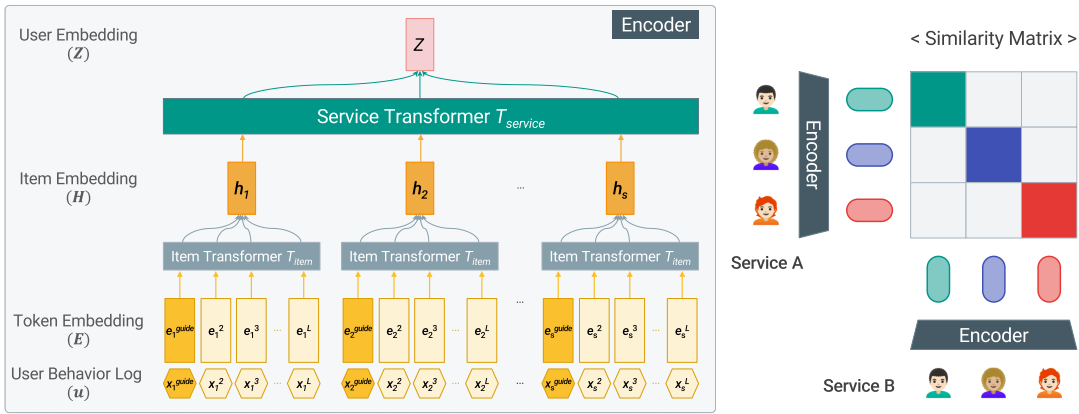 Encoder
User Embedding
(Z)
Z
Service Transformer T_service
Item Embedding
(H)
h_1 h_2 ... h_s
Item Transformer T_item Item Transformer T_item Item Transformer T_item
Token Embedding
(E)
e_1^guide e_1^2 e_1^3 ... e_1^L e_2^guide e_2^2 e_2^3 ... e_2^L ... e_s^guide e_s^2 e_s^3 ... e_s^L
User Behavior Log
(u)
x_1^guide x_1^2 x_1^3 ... x_1^L x_2^guide x_2^2 x_2^3 ... x_2^L ... x_s^guide x_s^2 x_s^3 ... x_s^L
< Similarity Matrix >
Encoder
Service A
Encoder
Service B